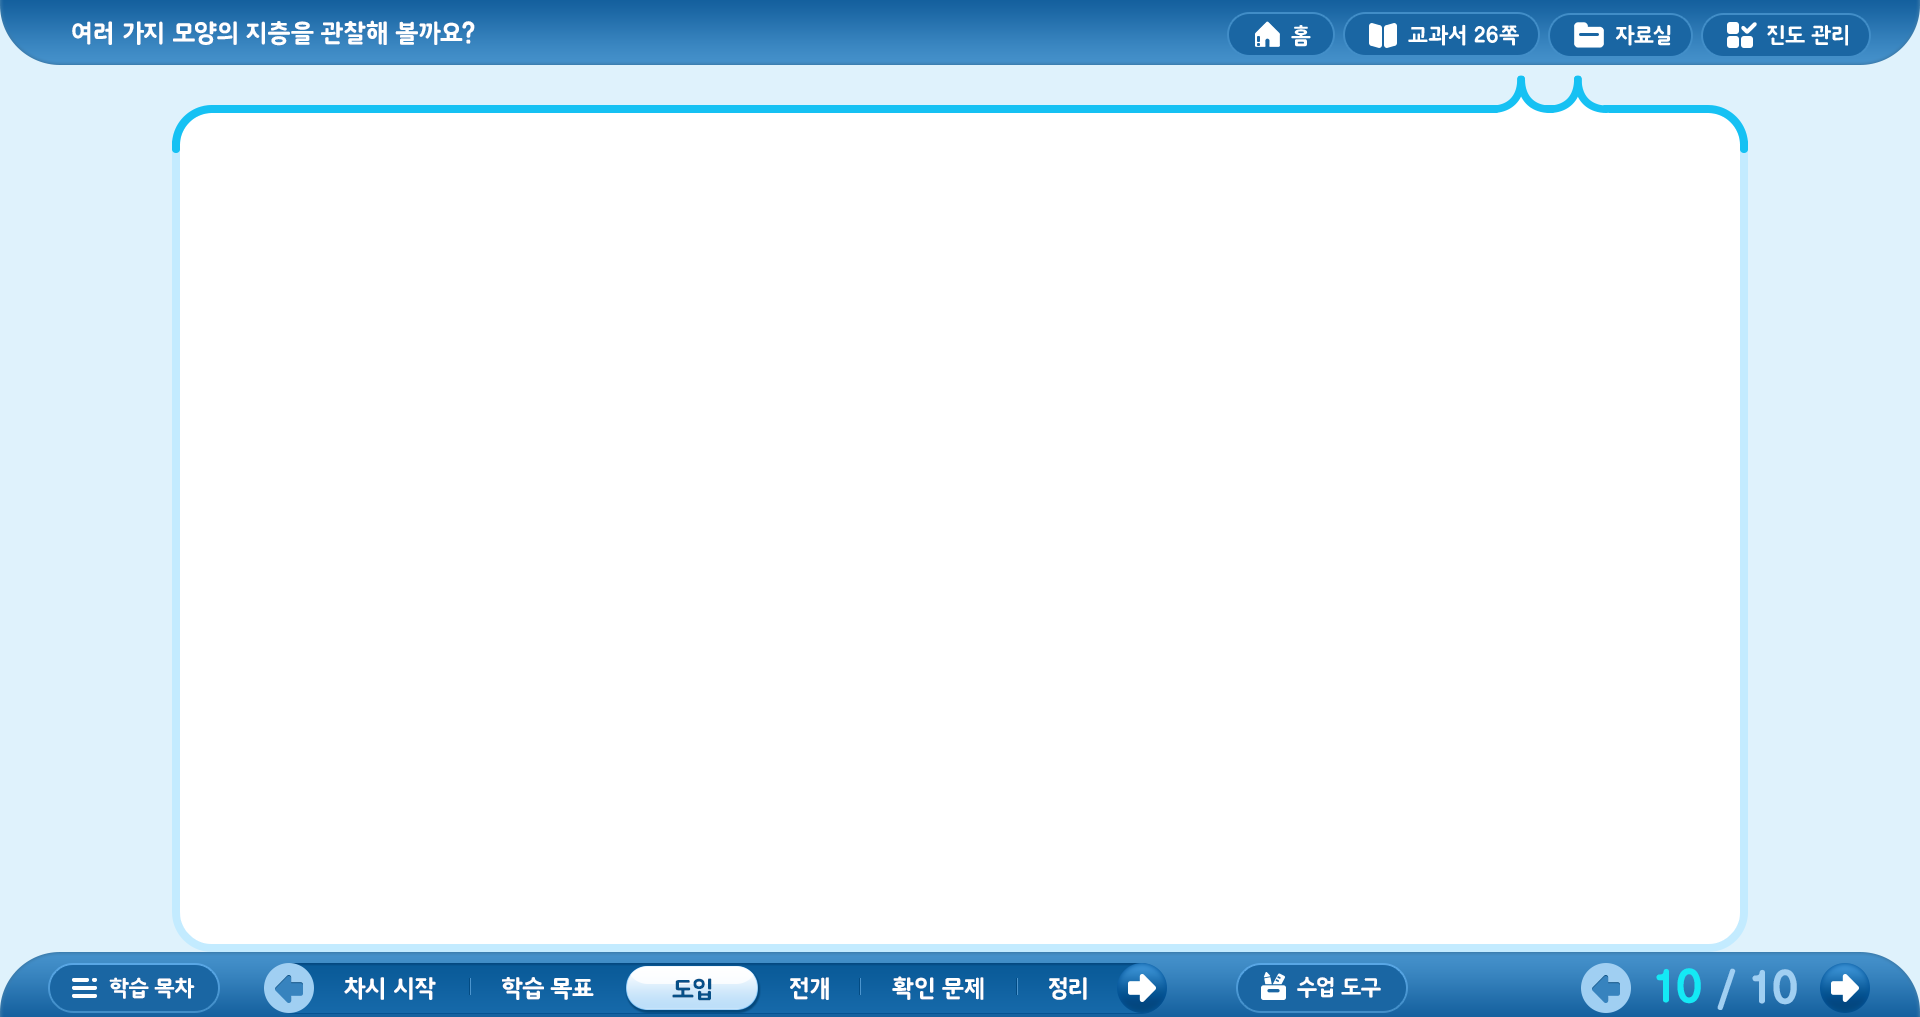 여러 가지 모양의 지층을 관찰해 볼까요?
홈
교과서 26쪽
자료실
진도 관리
학습 목차
차시 시작
학습 목표
도입
전개
확인 문제
정리
수업 도구
10 / 10